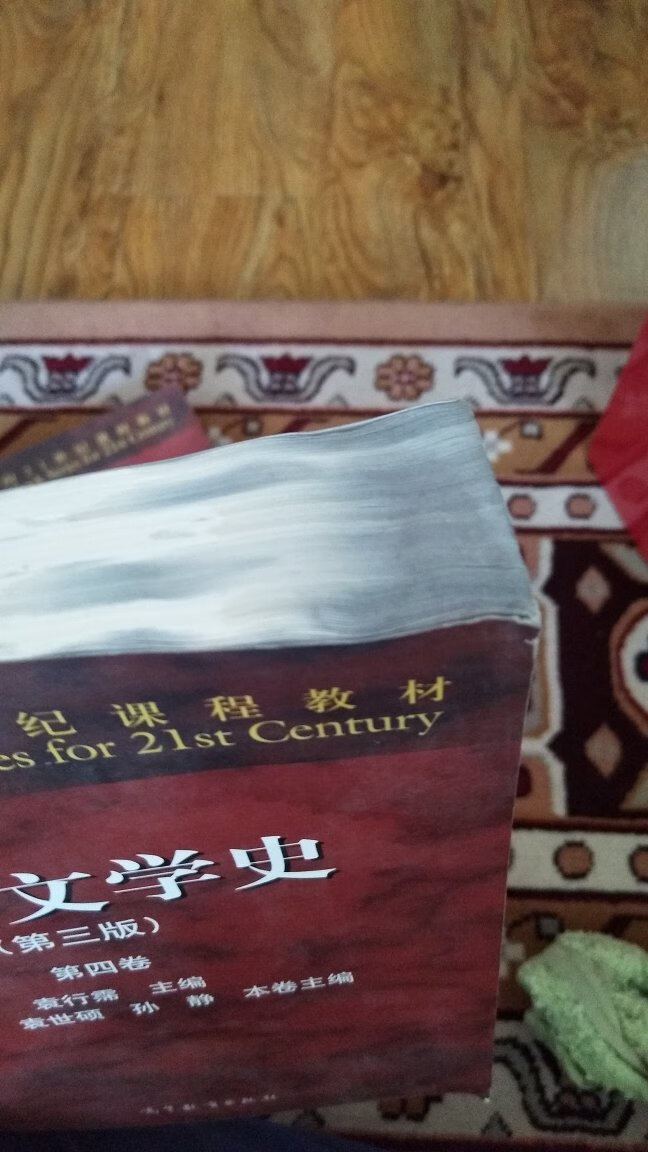 纪课程教材
es for 21st Century
文学史
（第三版）
第四卷
袁行霈 主编
袁世硕 孙 静 本卷主编